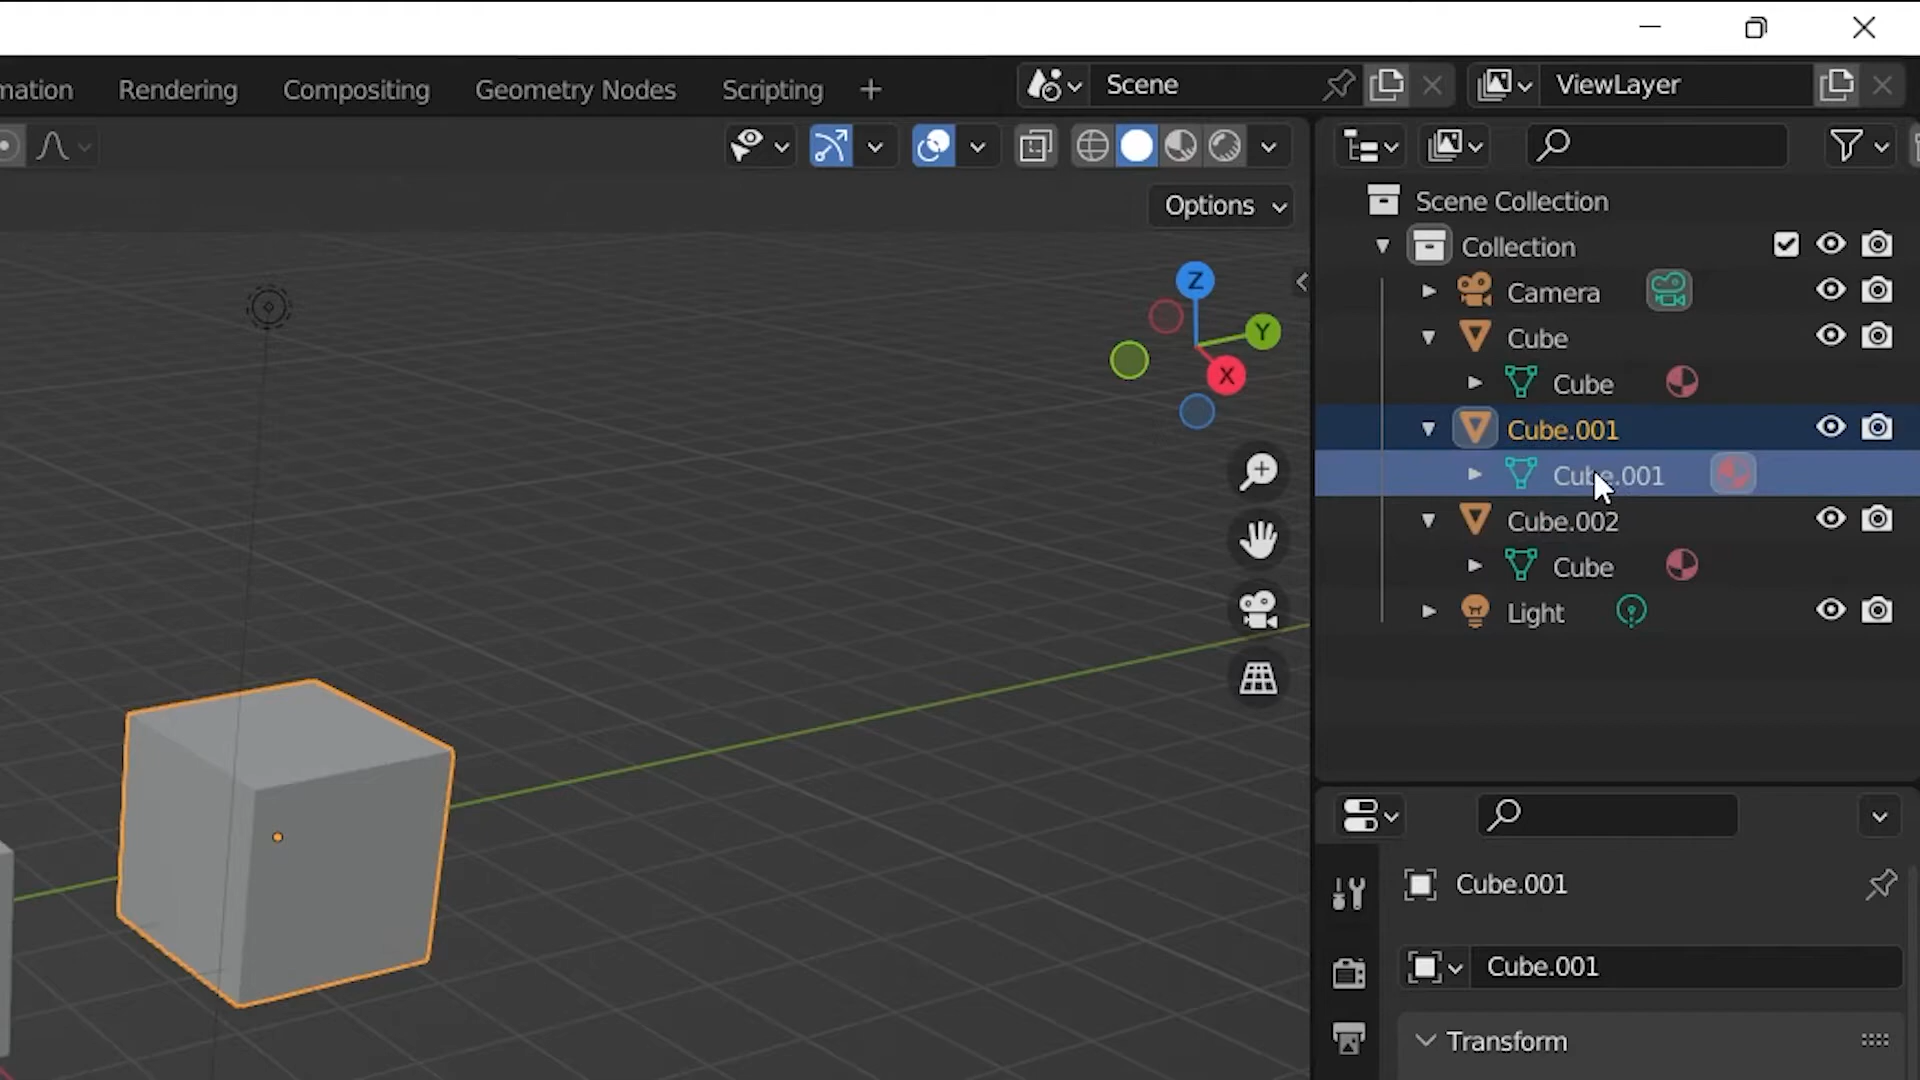 mation Rendering Compositing Geometry Nodes Scripting + Scene ViewLayer
Options
Scene Collection
Collection
Camera
Cube
Cube
Cube.001
Cube.001
Cube.002
Cube
Light
Z
Y
X
Cube.001
Cube.001
Transform